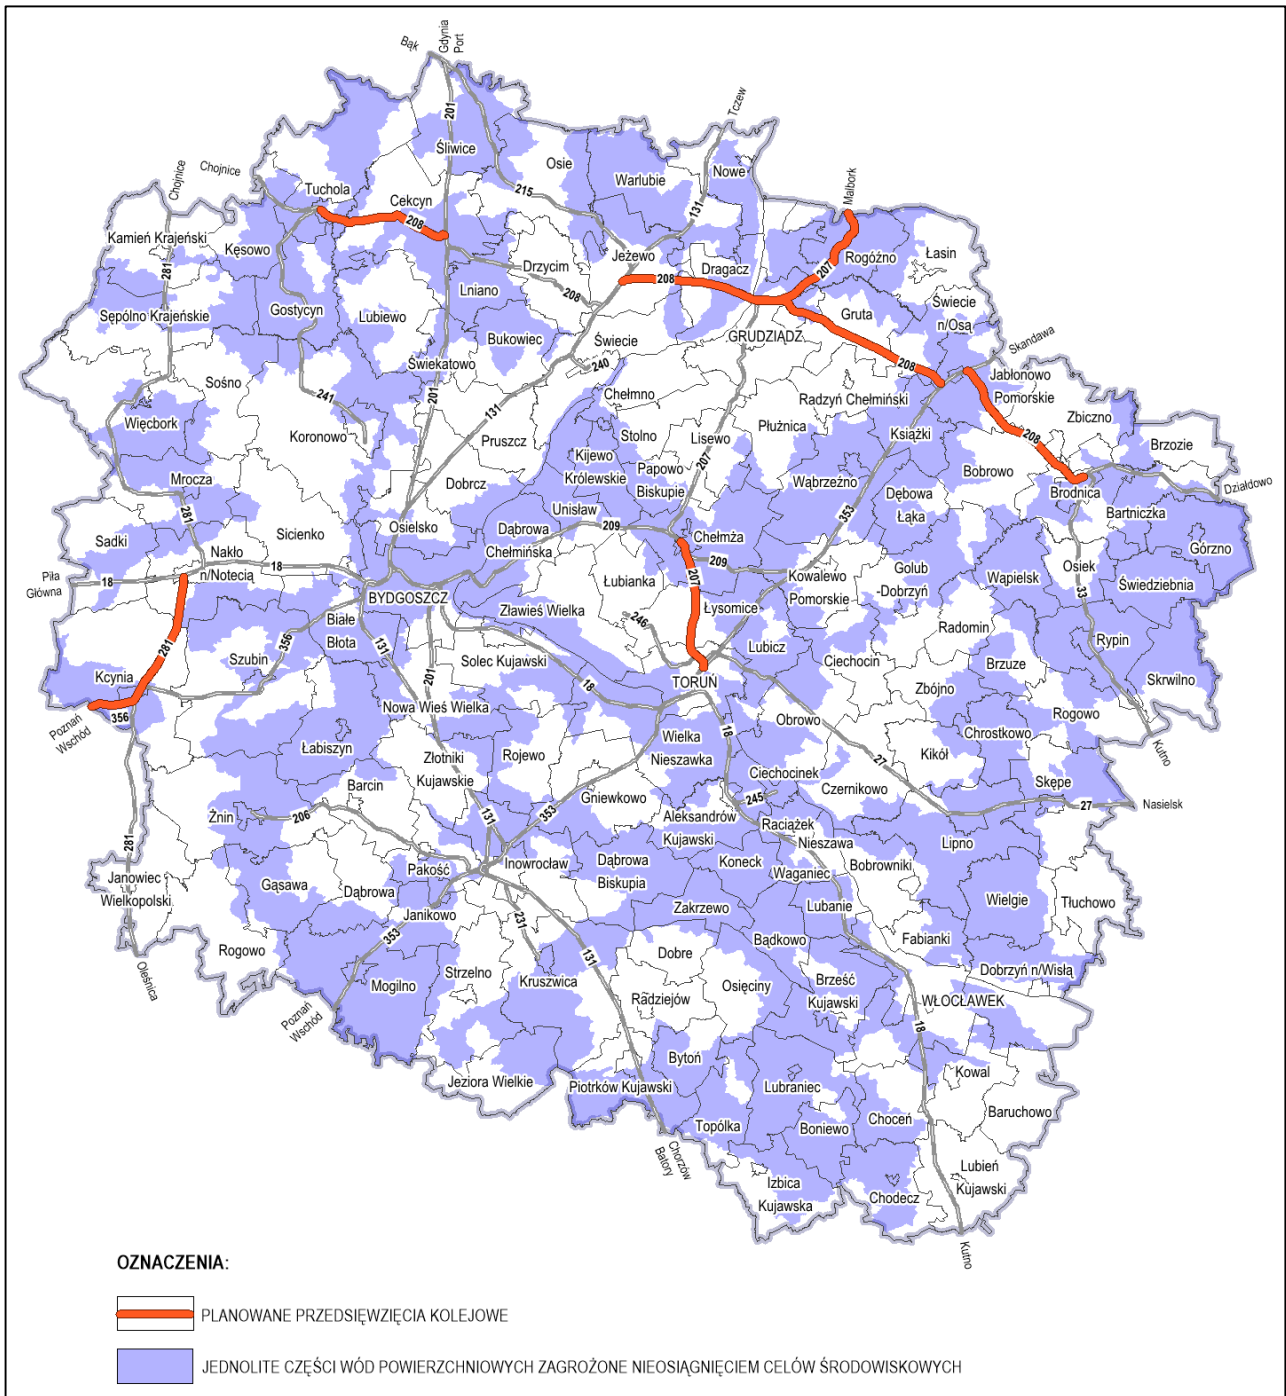 Bąk
Gdynia
Port
201
Śliwice
Osie
Tczew
Warlubie
Nowe
131
215
Chojnice
Chojnice
Tuchola
Cekcyn
208
Malbork
Kamień Krajeński
Kęsowo
281
Jeżewo
Drzycim
208
208
Dragacz
207
Rogóźno
Łasin
Sępólno Krajeńskie
Gostycyn
Lubiewo
Lniano
Bukowiec
Świecie
Gruta
Świecie
n/Osą
GRUDZIĄDZ
Skandawa
Świekatowo
240
208
Sośno
241
201
131
Chełmno
Radzyń Chełmiński
Jabłonowo
Pomorskie
Zbiczno
Więcbork
Koronowo
Pruszcz
Stolno
Lisewo
Płużnica
Książki
208
Brzozie
Kijewo
Królewskie
Papowo
Biskupie
207
Bobrowo
Mrocza
Dobrcz
Wąbrzeźno
Dębowa
Łąka
Brodnica
Działdowo
281
Unisław
Bartniczka
Osielsko
Dąbrowa
Chełmińska
209
353
Sadki
Sicienko
Chełmża
Górzno
Nakło
n/Notecią
18
209
Kowalewo
Pomorskie
Golub
-Dobrzyń
Wąpielsk
Osiek
Świedziebnia
Piła
Główna
18
BYDGOSZCZ
Łubianka
207
Łysomice
33
Białe
Błota
Zławieś Wielka
246
Radomin
Rypin
281
356
131
Szubin
Solec Kujawski
Lubicz
Ciechocin
Brzuze
Kcynia
201
18
TORUŃ
Zbójno
Skrwilno
356
Poznań
Wschód
Nowa Wieś Wielka
Obrowo
Rogowo
Łabiszyn
Złotniki
Kujawskie
Rojewo
Wielka
Nieszawka
18
Chrostkowo
Kikół
Kutno
Barcin
Ciechocinek
27
Skępe
Gniewkowo
245
Czernikowo
Żnin
206
353
Aleksandrów
Kujawski
Raciążek
27
Nasielsk
131
Nieszawa
Lipno
281
Inowrocław
Dąbrowa
Biskupia
Koneck
Waganiec
Bobrowniki
Janowiec
Wielkopolski
Gąsawa
Dąbrowa
Pakość
Wielgie
Tłuchowo
Janikowo
Zakrzewo
Lubanie
Oleśnica
Rogowo
353
231
131
Bądkowo
Fabianki
Strzelno
Dobre
Dobrzyń n/Wisłą
Mogilno
Kruszwica
Osięciny
Brześć
Kujawski
Poznań
Wschód
Radziejów
WŁOCŁAWEK
18
Bytoń
Kowal
Jeziora Wielkie
Piotrków Kujawski
Lubraniec
Baruchowo
Topólka
Boniewo
Choceń
Chorzów
Batory
Izbica
Kujawska
Chodecz
Lubień
Kujawski
Kutno
OZNACZENIA:
PLANOWANE PRZEDSIĘWZIĘCIA KOLEJOWE
JEDNOLITE CZĘŚCI WÓD POWIERZCHNIOWYCH ZAGROŻONE NIEOSIĄGNIĘCIEM CELÓW ŚRODOWISKOWYCH